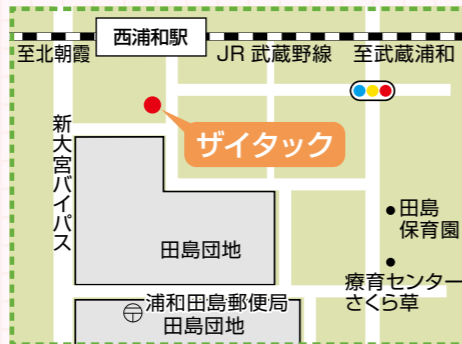 西浦和駅
至北朝霞
JR 武蔵野線
至武蔵浦和
ザイタック
新大宮バイパス
田島
保育園
田島団地
療育センター
さくら草
浦和田島郵便局
田島団地